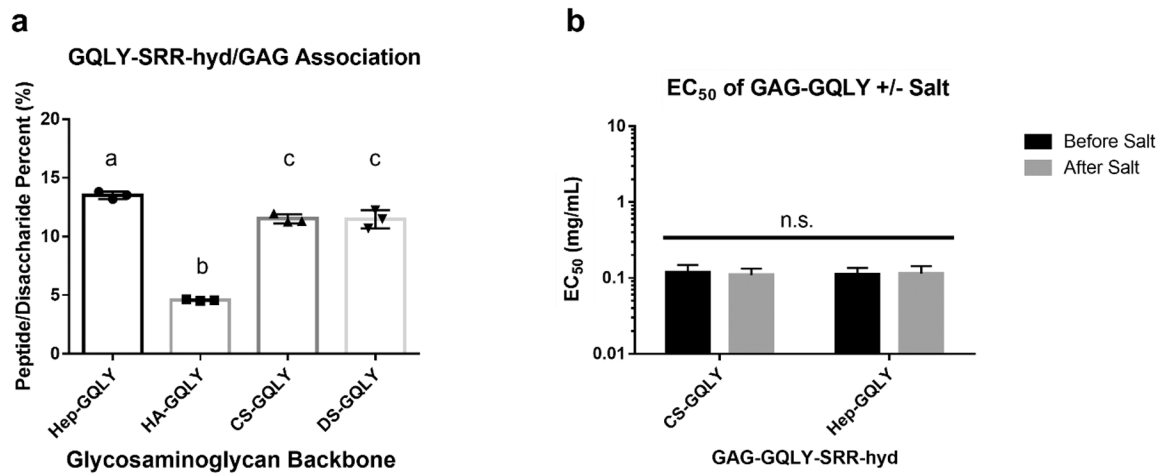 a
GQLY-SRR-hyd/GAG Association
Peptide/Disaccharide Percent (%)
20
15
10
5
0
a
b
c
c
Hep-GQLY
HA-GQLY
CS-GQLY
DS-GQLY
Glycosaminoglycan Backbone
b
EC50 of GAG-GQLY +/- Salt
EC50 (mg/mL)
10
1
0.1
0.01
n.s.
CS-GQLY
Hep-GQLY
GAG-GQLY-SRR-hyd
Before Salt
After Salt